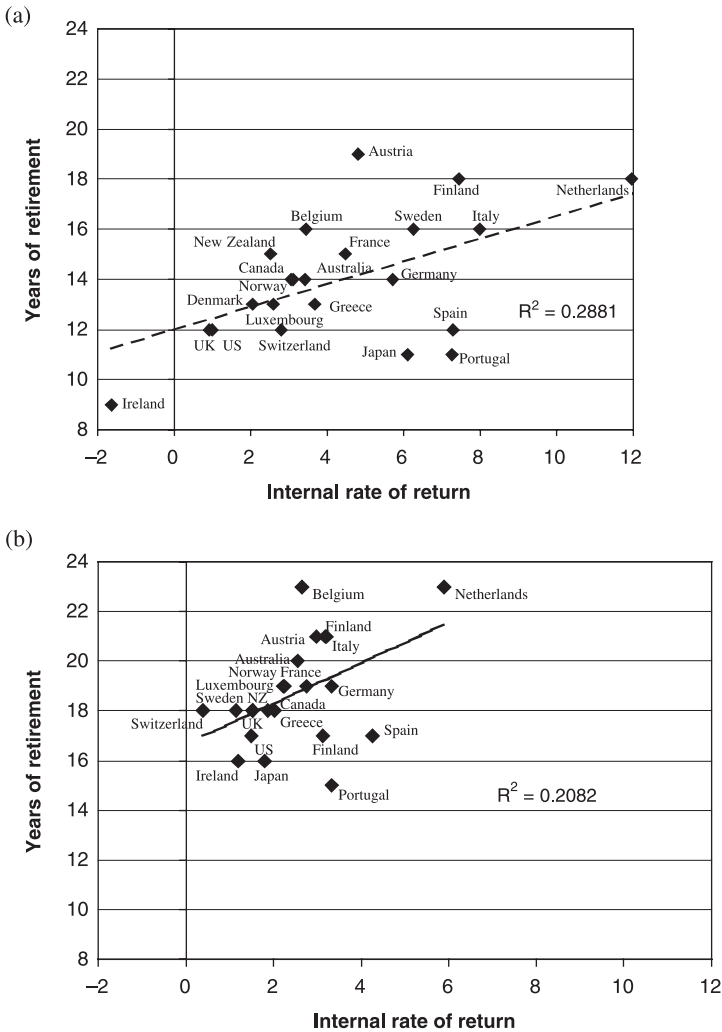 (a)
24
22
20
18
16
14
12
10
8
Years of retirement
Austria
Finland
Netherlands
Belgium
Sweden
Italy
New Zealand
France
Canada
Australia
Germany
Norway
Denmark
Greece
Luxembourg
Spain
R² = 0.2881
UK US
Switzerland
Japan
Portugal
Ireland
–2 0 2 4 6 8 10 12
Internal rate of return
(b)
24
22
20
18
16
14
12
10
8
Years of retirement
Belgium
Netherlands
Finland
Austria
Italy
Australia
Norway France
Luxembourg
Germany
Sweden NZ
Canada
Switzerland
UK
Greece
Spain
US
Finland
Ireland
Japan
Portugal
R² = 0.2082
–2 0 2 4 6 8 10 12
Internal rate of return